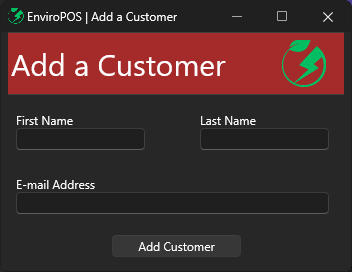 EnviroPOS | Add a Customer
Add a Customer
First Name
Last Name
E-mail Address
Add Customer